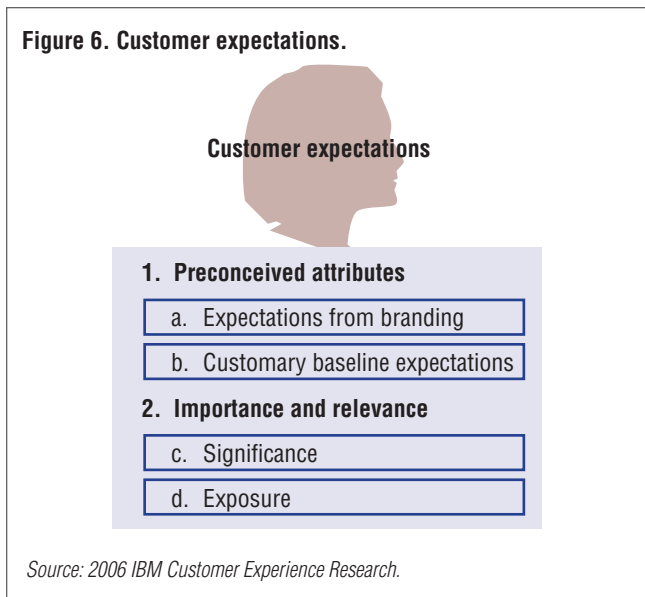 Figure 6. Customer expectations.
Customer expectations
1. Preconceived attributes
a. Expectations from branding
b. Customary baseline expectations
2. Importance and relevance
c. Significance
d. Exposure
Source: 2006 IBM Customer Experience Research.